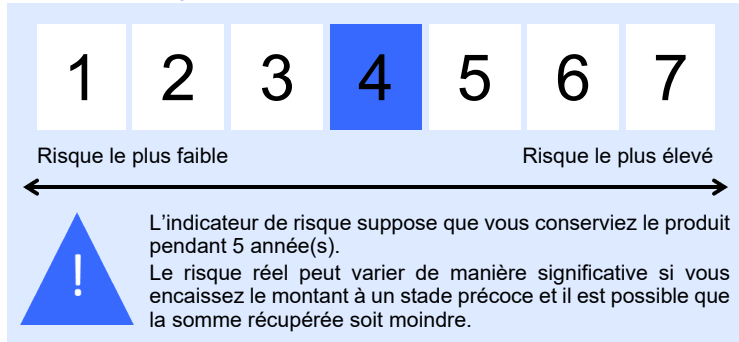 1 2 3 4 5 6 7
Risque le plus faible Risque le plus élevé
!
L'indicateur de risque suppose que vous conserviez le produit
pendant 5 année(s).
Le risque réel peut varier de manière significative si vous
encaissez le montant à un stade précoce et il est possible que
la somme récupérée soit moindre.